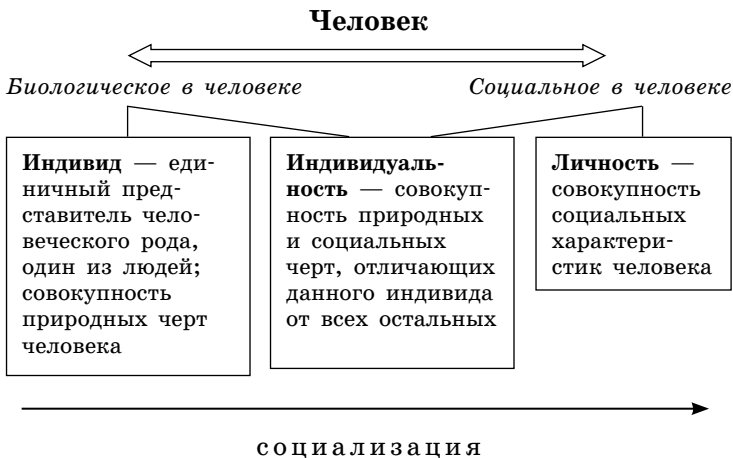 Человек
Биологическое в человеке
Социальное в человеке
Индивид — еди-
ничный пред-
ставитель чело-
веческого рода,
один из людей;
совокупность
природных черт
человека
Индивидуаль-
ность — совокуп-
ность природных
и социальных
черт, отличающих
данного индивида
от всех остальных
Личность —
совокупность
социальных
характери-
стик человека
социализация